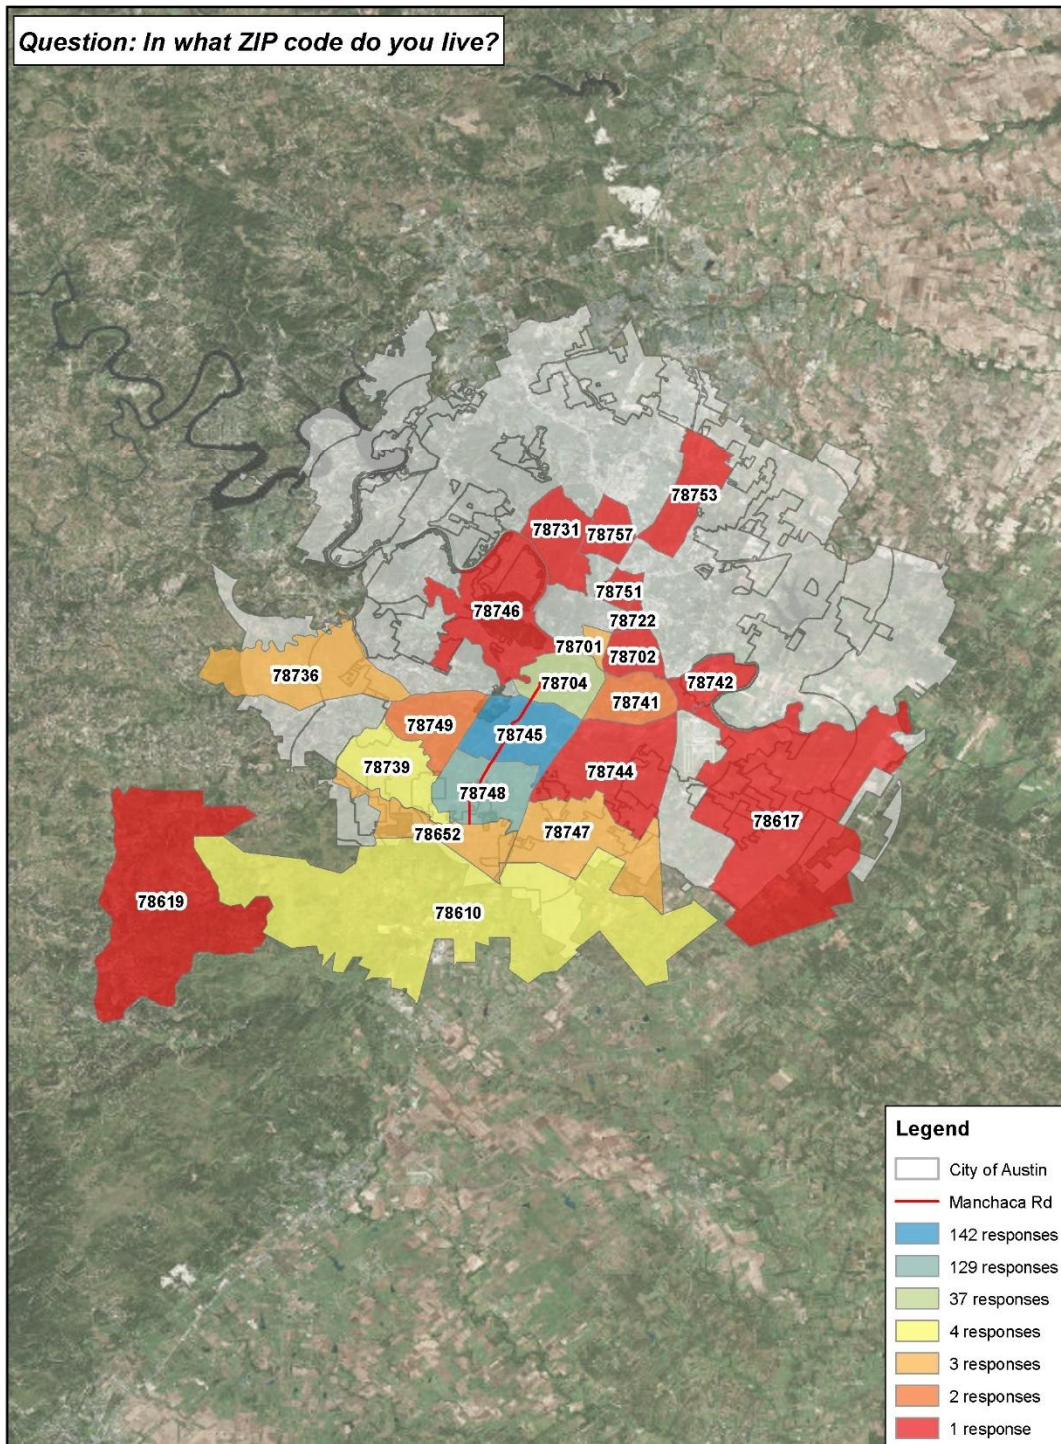 Question: In what ZIP code do you live?
78753
78731
78757
78751
78746
78722
78701
78702
78736
78704
78742
78741
78749
78745
78739
78744
78748
78617
78652
78747
78619
78610
Legend
City of Austin
Manchaca Rd
142 responses
129 responses
37 responses
4 responses
3 responses
2 responses
1 response